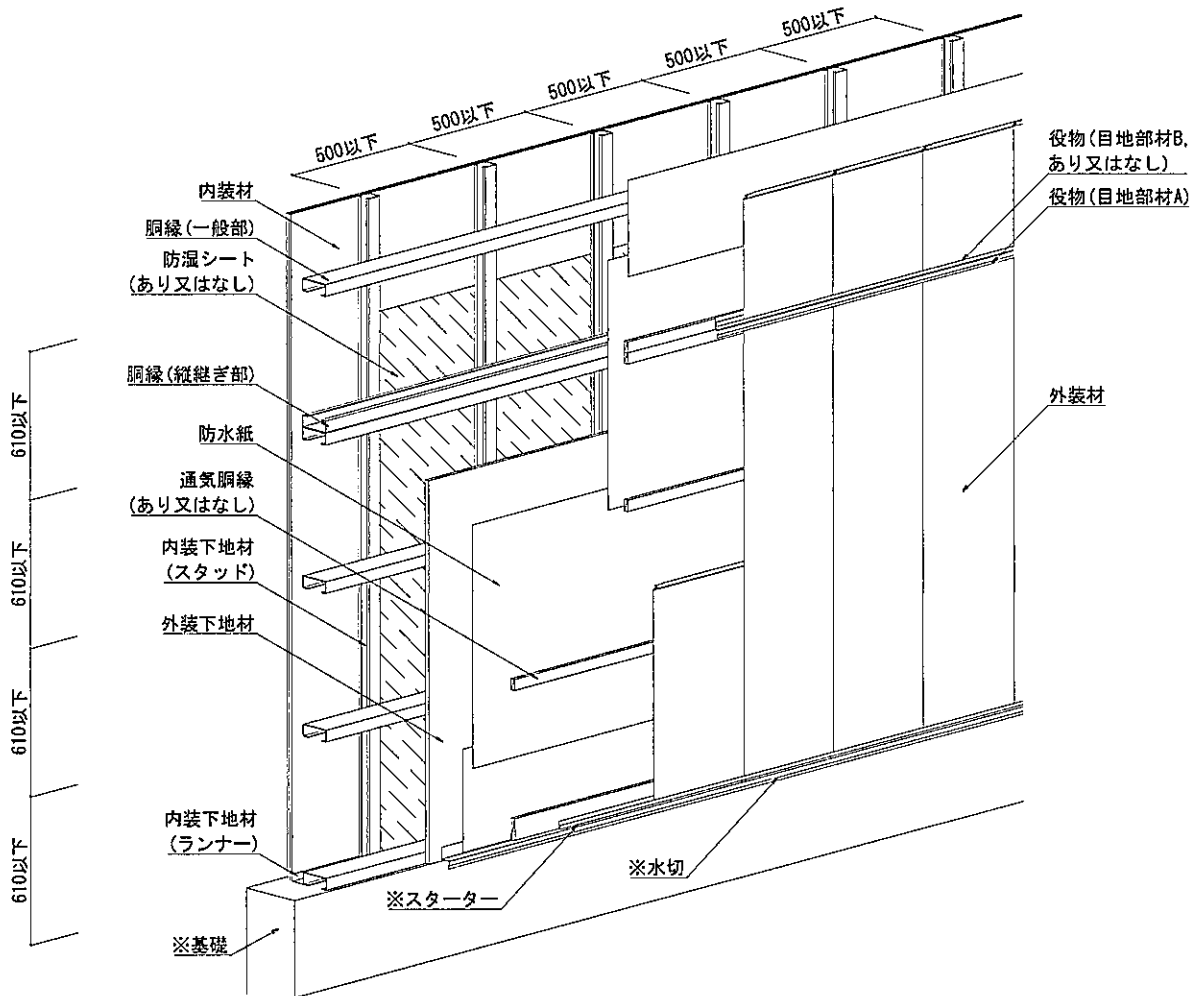 500以下
500以下
500以下
500以下
500以下
内装材
胴縁(一般部)
防湿シート
(あり又はなし)
胴縁(縦継ぎ部)
防水紙
通気胴縁
(あり又はなし)
内装下地材
(スタッド)
外装下地材
内装下地材
(ランナー)
※基礎
※スターター
※水切
役物(目地部材B,
あり又はなし)
役物(目地部材A)
外装材
610以下
610以下
610以下
610以下